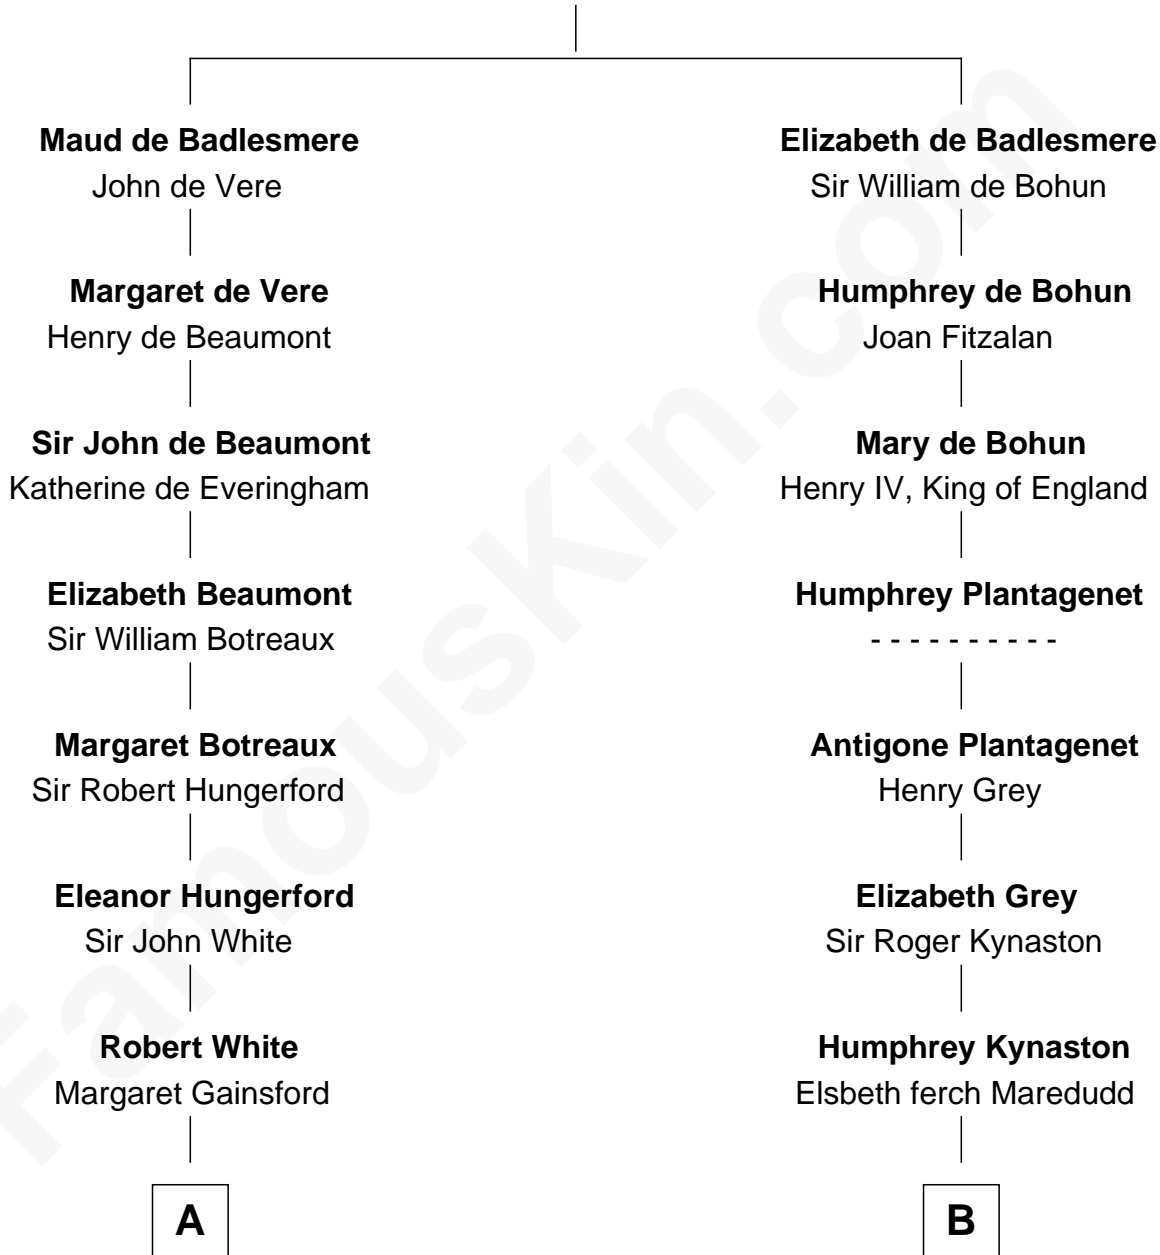 Maud de Badlesmere
John de Vere
Margaret de Vere
Henry de Beaumont
Sir John de Beaumont
Katherine de Everingham
Elizabeth Beaumont
Sir William Botreaux
Margaret Botreaux
Sir Robert Hungerford
Eleanor Hungerford
Sir John White
Robert White
Margaret Gainsford
A
Elizabeth de Badlesmere
Sir William de Bohun
Humphrey de Bohun
Joan Fitzalan
Mary de Bohun
Henry IV, King of England
Humphrey Plantagenet
- - - - - - - - - -
Antigone Plantagenet
Henry Grey
Elizabeth Grey
Sir Roger Kynaston
Humphrey Kynaston
Elsbeth ferch Maredudd
B
FamousKin.com